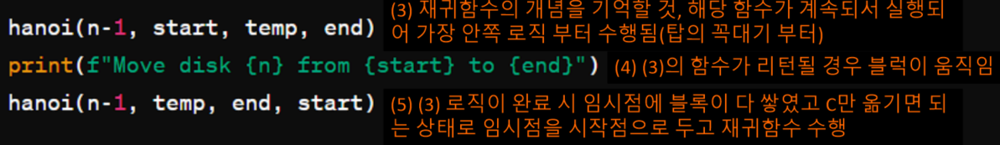 hanoi(n-1, start, temp, end) (3) 재귀함수의 개념을 기억할 것, 해당 함수가 계속되서 실행되
어 가장 안쪽 로직 부터 수행됨(탑의 꼭대기 부터)
print(f"Move disk {n} from {start} to {end}") (4) (3)의 함수가 리턴될 경우 블럭이 움직임
hanoi(n-1, temp, end, start) (5) (3) 로직이 완료 시 임시점에 블록이 다 쌓였고 C만 옮기면 되
는 상태로 임시점을 시작점으로 두고 재귀함수 수행